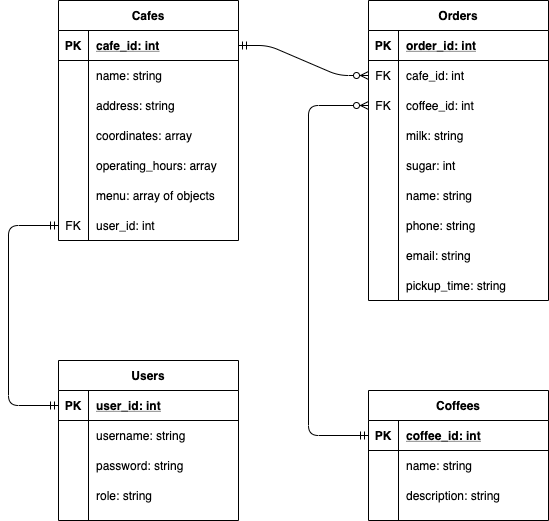 Cafes
PK cafe_id: int
name: string
address: string
coordinates: array
operating_hours: array
menu: array of objects
FK user_id: int
Orders
PK order_id: int
FK cafe_id: int
FK coffee_id: int
milk: string
sugar: int
name: string
phone: string
email: string
pickup_time: string
Users
PK user_id: int
username: string
password: string
role: string
Coffees
PK coffee_id: int
name: string
description: string